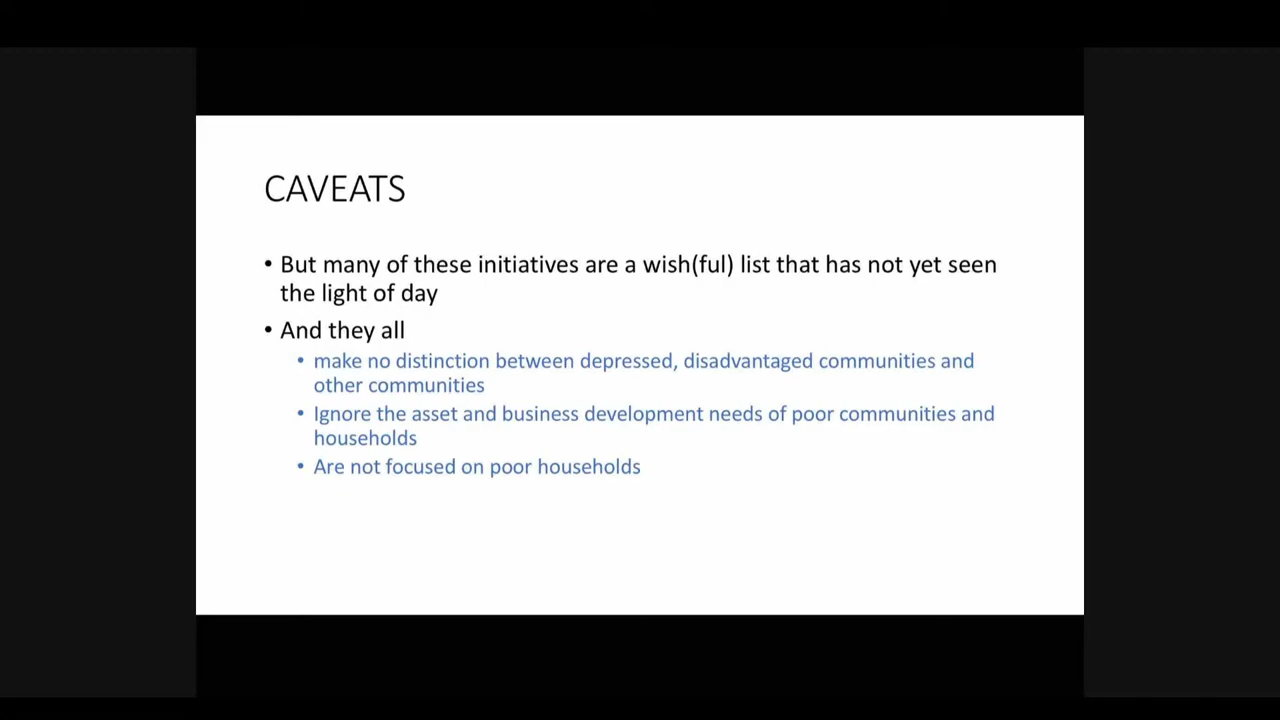 CAVEATS
• But many of these initiatives are a wish(ful) list that has not yet seen
the light of day
• And they all
• make no distinction between depressed, disadvantaged communities and
other communities
• Ignore the asset and business development needs of poor communities and
households
• Are not focused on poor households